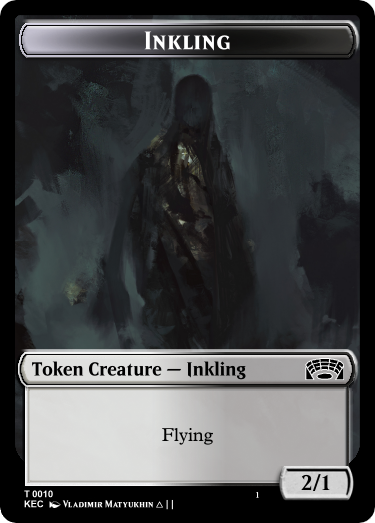 INKLING
Token Creature — Inkling
Flying
2/1
T 0010
1
KEC VLADIMIR MATYUKHIN △ | |